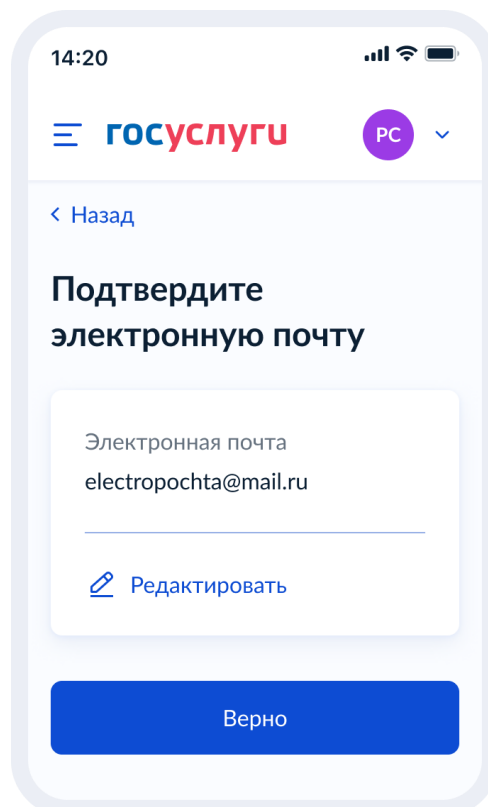 14:20
госуслуги
РС
Назад
Подтвердите
электронную почту
Электронная почта
electropochta@mail.ru
Редактировать
Верно